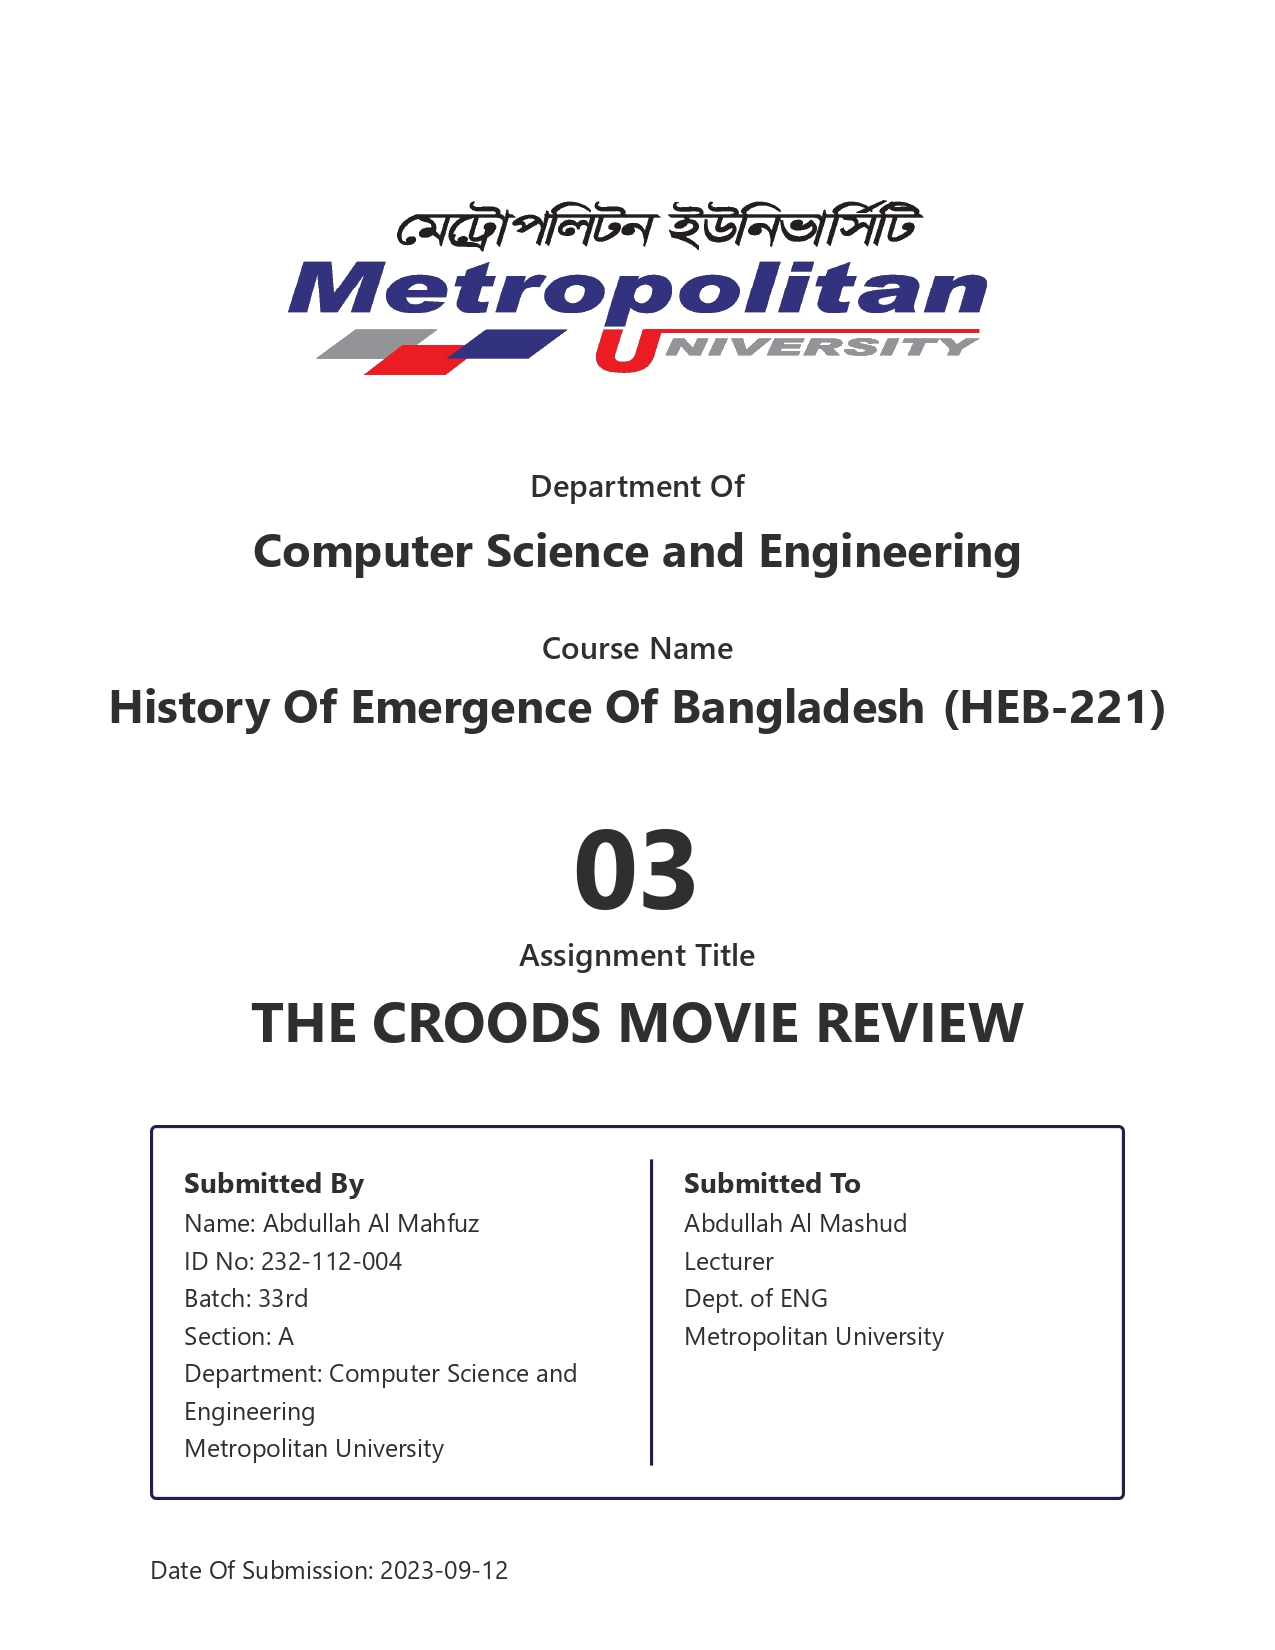 মেট্রোপলিটন ইউনিভার্সিটি
Metropolitan
UNIVERSITY
Department Of
Computer Science and Engineering
Course Name
History Of Emergence Of Bangladesh (HEB-221)
03
Assignment Title
THE CROODS MOVIE REVIEW
Submitted By
Name: Abdullah Al Mahfuz
ID No: 232-112-004
Batch: 33rd
Section: A
Department: Computer Science and
Engineering
Metropolitan University
Submitted To
Abdullah Al Mashud
Lecturer
Dept. of ENG
Metropolitan University
Date Of Submission: 2023-09-12